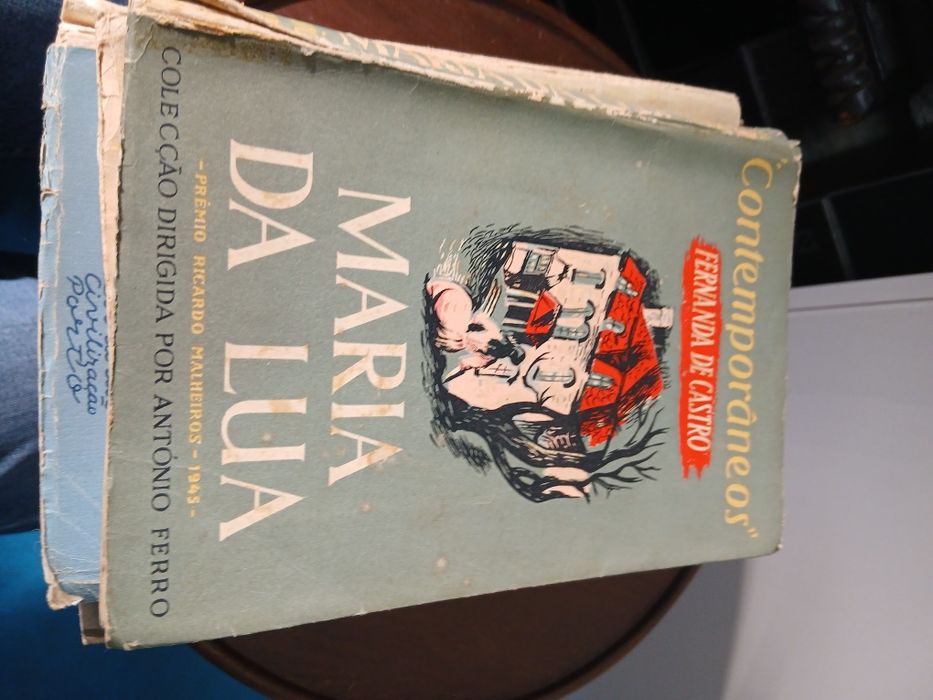 "Contemporâneos"
FERNANDA DE CASTRO
MARIA
DA LUA
- PRÉMIO RICARDO MALHEIROS - 1945 -
COLECÇÃO DIRIGIDA POR ANTÓNIO FERRO
Civilização
Porto